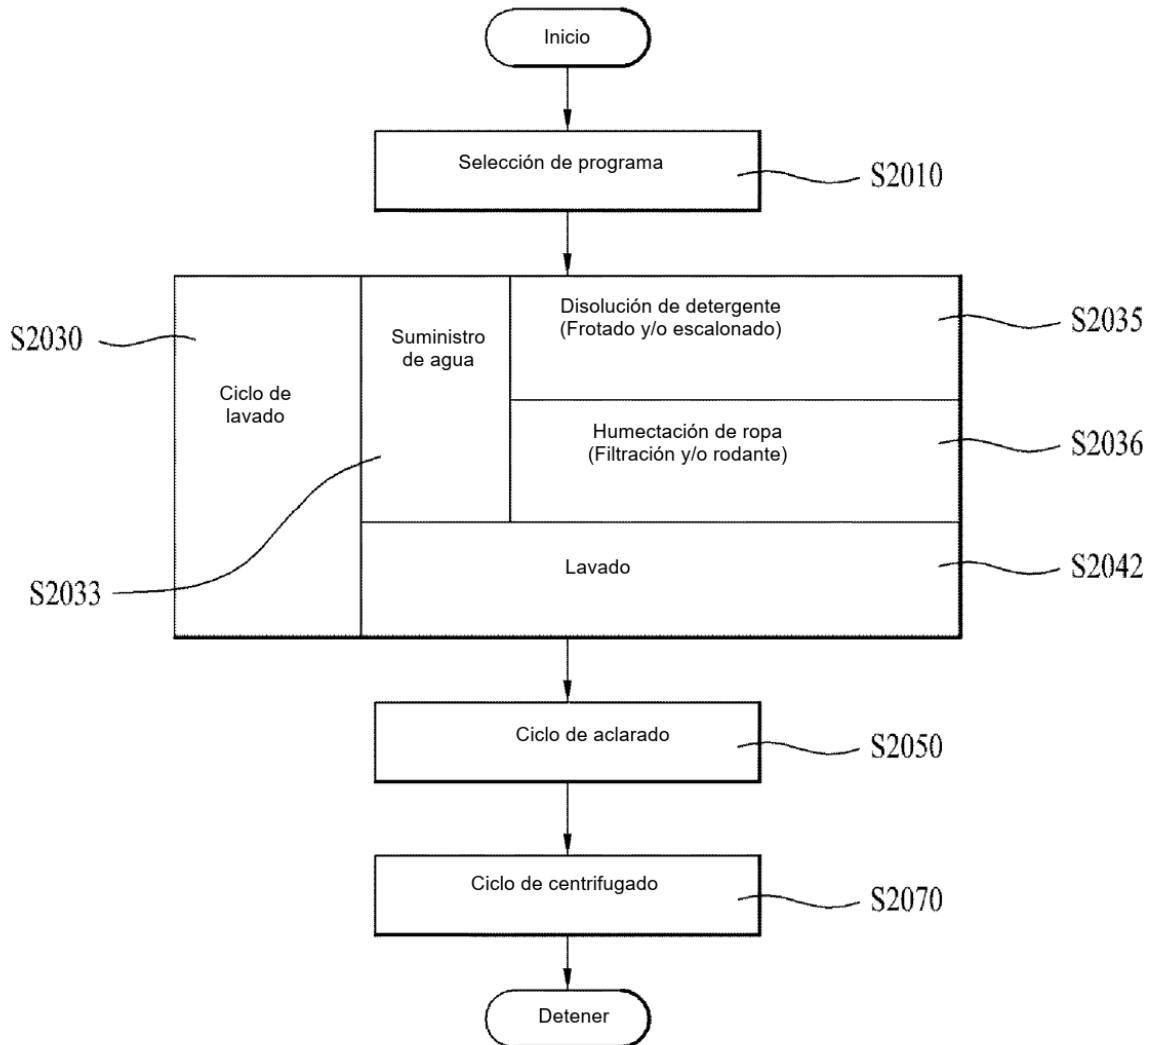 Inicio
Selección de programa
S2010
S2030
Ciclo de
lavado
Suministro
de agua
S2033
Disolución de detergente
(Frotado y/o escalonado)
S2035
Humectación de ropa
(Filtración y/o rodante)
S2036
Lavado
S2042
Ciclo de aclarado
S2050
Ciclo de centrifugado
S2070
Detener